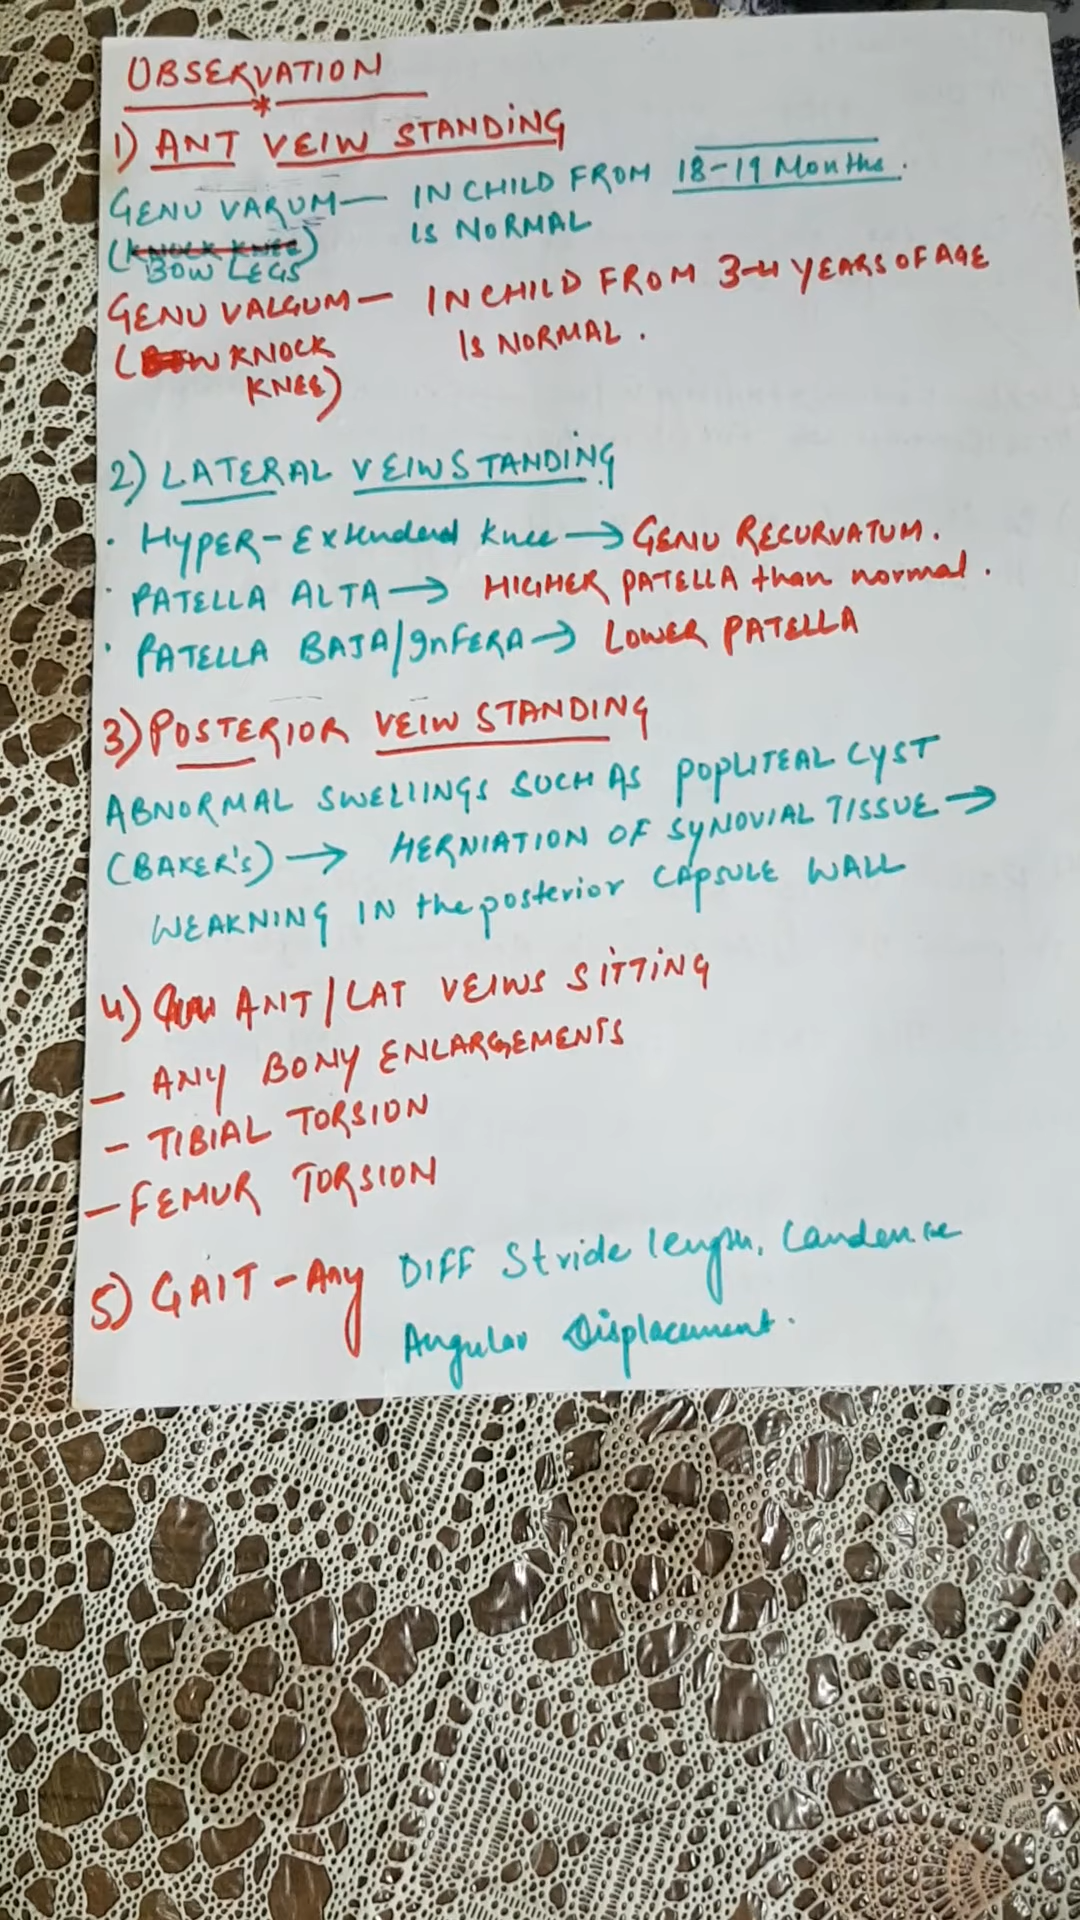 OBSERVATION
1) ANT VEIW STANDING
GENU VARUM — IN CHILD FROM 18-19 Months.
(KNOCK KNEE) IS NORMAL
BOW LEGS
GENU VALGUM — IN CHILD FROM 3-4 YEARS OF AGE
(BOW KNOCK IS NORMAL.
KNEE)
2) LATERAL VEIW STANDING
· HYPER-Extended Knee → GENU RECURVATUM.
· PATELLA ALTA → HIGHER PATELLA than normal.
· PATELLA BAJA/InFERA → LOWER PATELLA
3) POSTERIOR VEIW STANDING
ABNORMAL SWELLINGS SUCH AS POPLITEAL CYST
(BAKER'S) → HERNIATION OF SYNOVIAL TISSUE →
WEAKNING IN the posterior CAPSULE WALL
4) ANT/LAT VEIWS SITTING
- ANY BONY ENLARGEMENTS
- TIBIAL TORSION
- FEMUR TORSION
5) GAIT - Any DIFF Stride length, Candense
Angular Displacement.